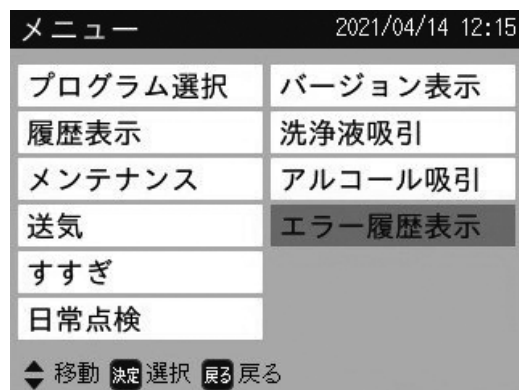 メニュー 2021/04/14 12:15
プログラム選択 バージョン表示
履歴表示 洗浄液吸引
メンテナンス アルコール吸引
送気 エラー履歴表示
すすぎ
日常点検
移動 決定 選択 戻る 戻る